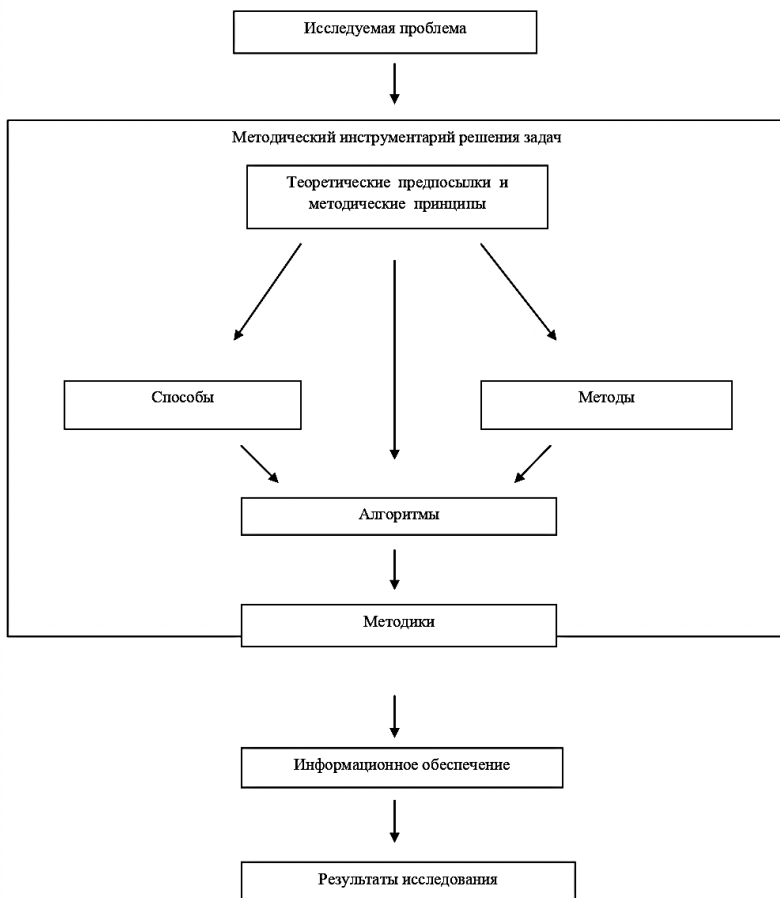 Исследуемая проблема
Методический инструментарий решения задач
Теоретические предпосылки и
методические принципы
Способы
Методы
Алгоритмы
Методики
Информационное обеспечение
Результаты исследования